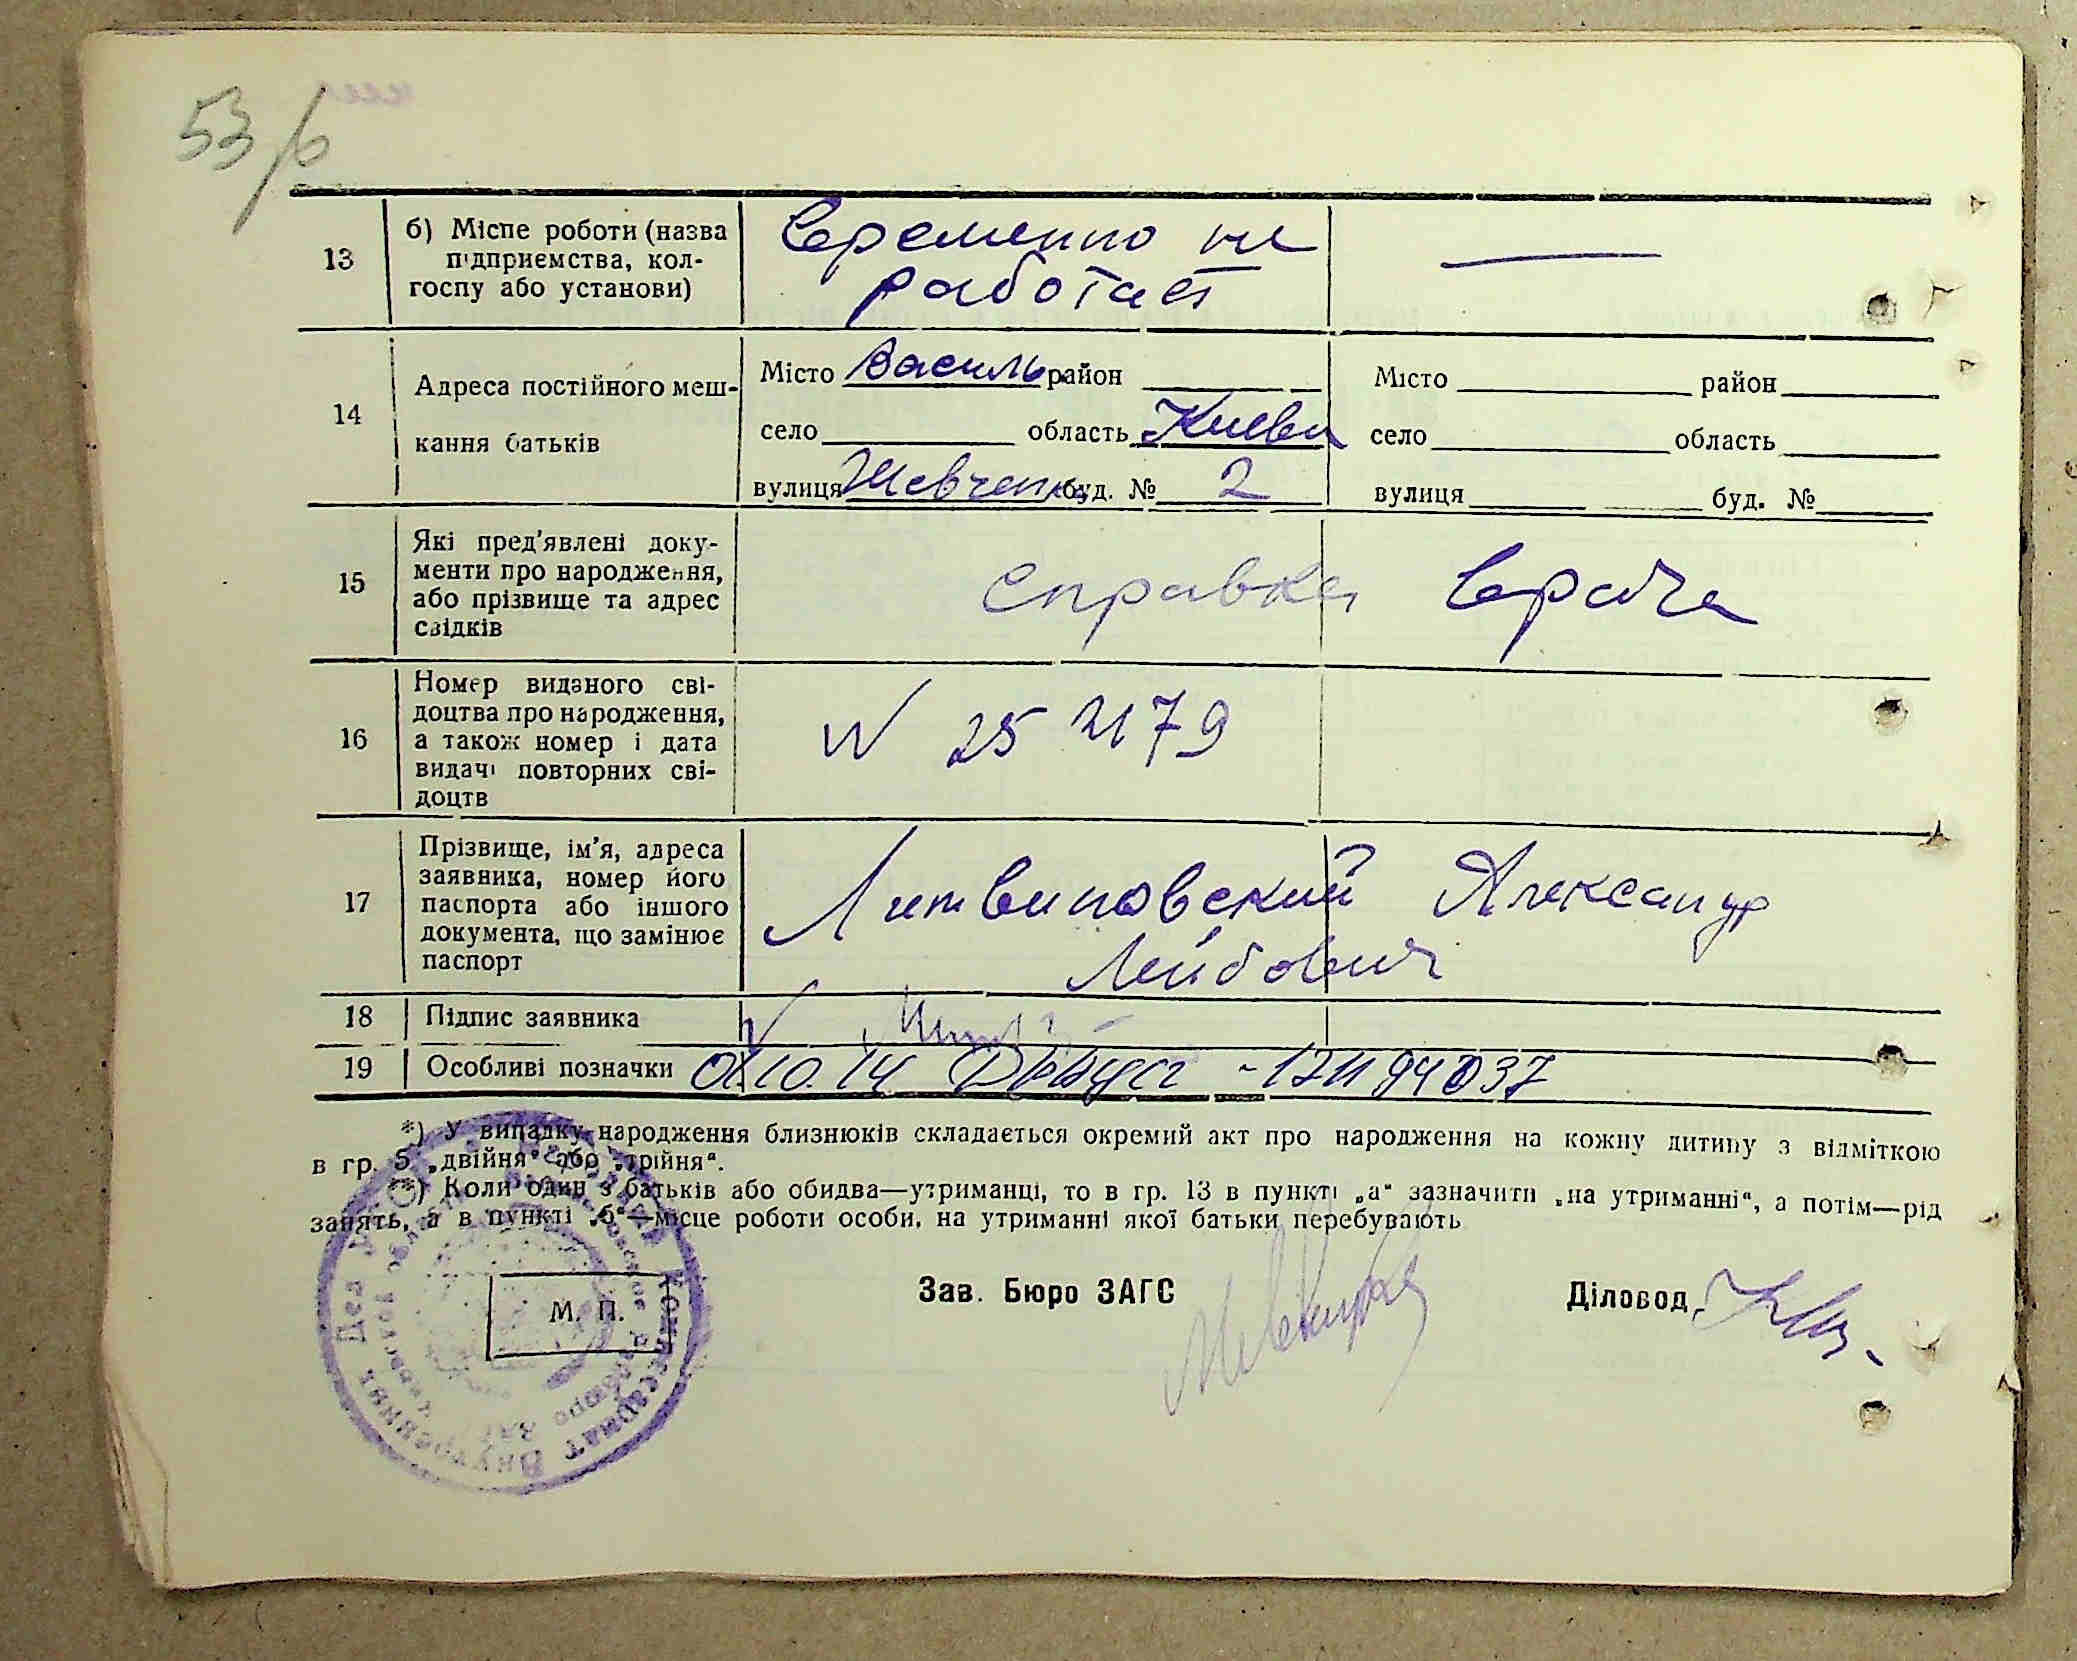 53
13
б) Місце роботи (назва
підприємства, кол-
госпу або установи)
Временно не
работает
14
Адреса постійного меш-
кання батьків
Місто Василь район
село область Киевск
вулиця Шевченко буд. № 2
Місто район
село область
вулиця буд. №
15
Які пред'явлені доку-
менти про народження,
або прізвище та адрес
свідків
справка врача
16
Номер виданого сві-
доцтва про народження,
а також номер і дата
видачі повторних сві-
доцтв
N
17
Прізвище, ім'я, адреса
заявника, номер його
паспорта або іншого
документа, що замінює
паспорт
Литвиновский Александр
Лейбович
18
Підпис заявника
19
Особливі позначки
*) У випадку народження близнюків складається окремий акт про народження на кожну дитину з відміткою
в гр. 5 „двійня“ або „трійня“.
**) Коли один з батьків або обидва—утриманці, то в гр. 13 в пункті „а“ зазначити „на утриманні“, а потім—рід
занять, а в пункті „б“—місце роботи особи, на утриманні якої батьки перебувають
Зав. Бюро ЗАГС
Діловод
М. П.
Комиссариат Внутренних Дел